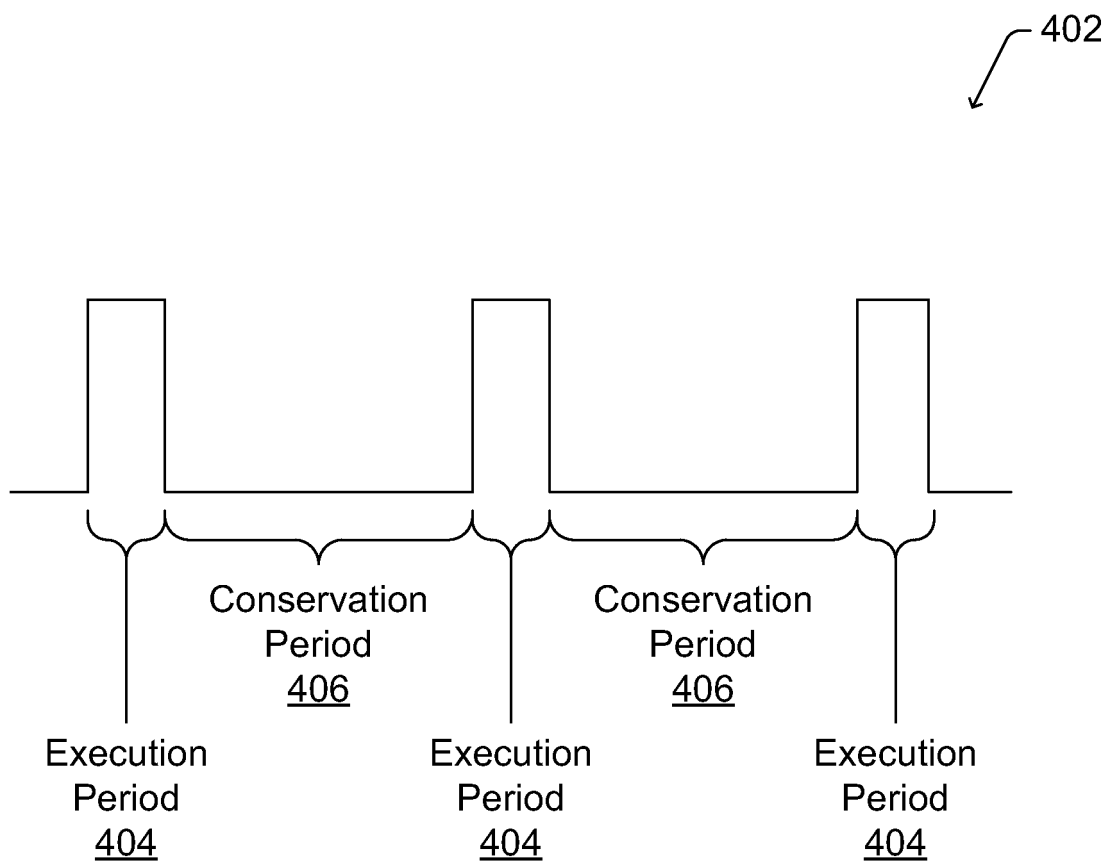 402
Conservation
Period
406
Conservation
Period
406
Execution
Period
404
Execution
Period
404
Execution
Period
404